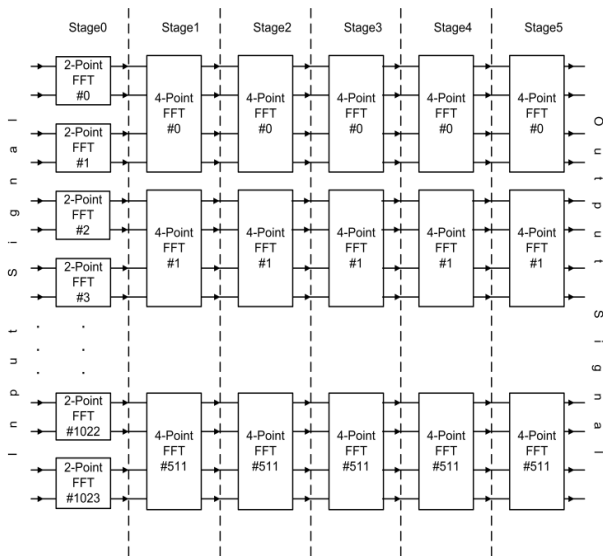 Stage0 Stage1 Stage2 Stage3 Stage4 Stage5
2-Point
FFT
#0
2-Point
FFT
#1
2-Point
FFT
#2
2-Point
FFT
#3
. . .
. . .
. . .
2-Point
FFT
#1022
2-Point
FFT
#1023
4-Point
FFT
#0
4-Point
FFT
#1
4-Point
FFT
#511
4-Point
FFT
#0
4-Point
FFT
#1
4-Point
FFT
#511
4-Point
FFT
#0
4-Point
FFT
#1
4-Point
FFT
#511
4-Point
FFT
#0
4-Point
FFT
#1
4-Point
FFT
#511
4-Point
FFT
#0
4-Point
FFT
#1
4-Point
FFT
#511
Input Signal
Output Signal